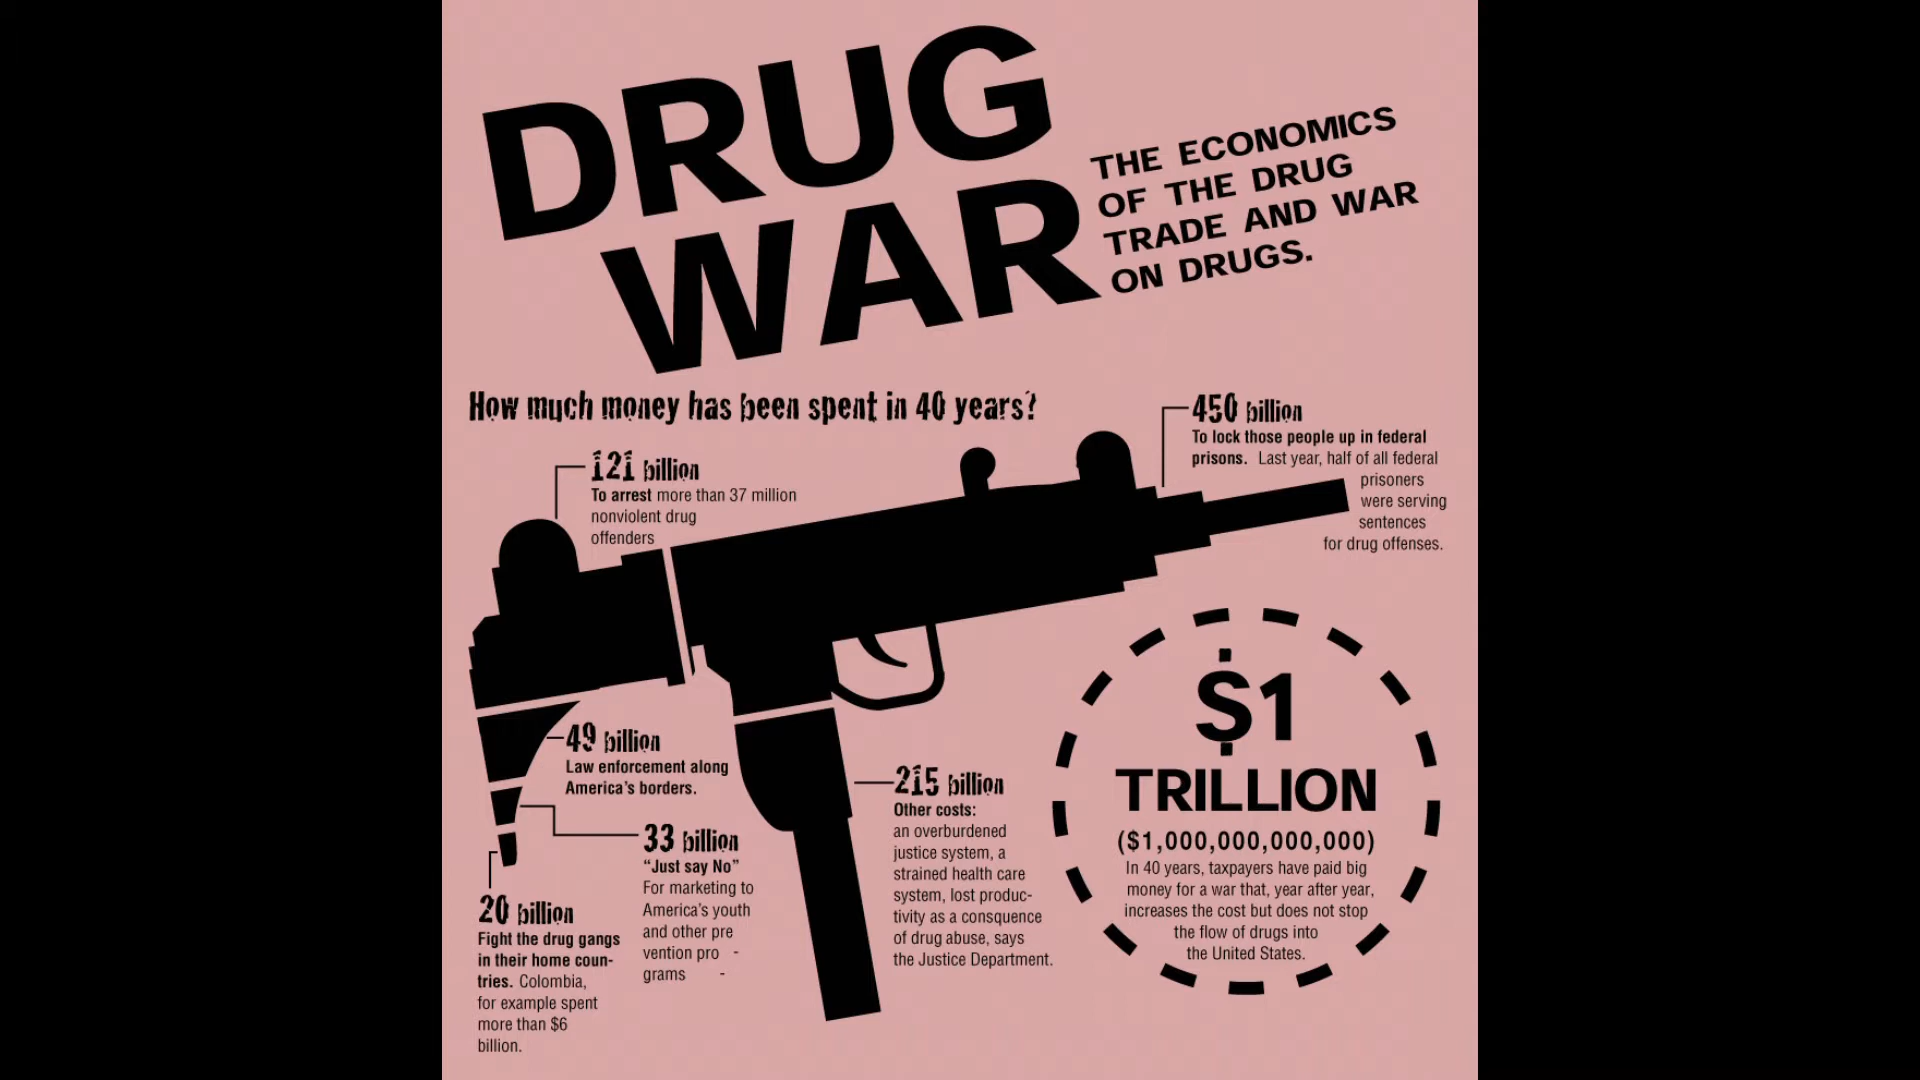 DRUG
WAR
THE ECONOMICS
OF THE DRUG
TRADE AND WAR
ON DRUGS.
How much money has been spent in 40 years?
121 billion
To arrest more than 37 million
nonviolent drug
offenders
450 billion
To lock those people up in federal
prisons. Last year, half of all federal
prisoners
were serving
sentences
for drug offenses.
49 billion
Law enforcement along
America's borders.
33 billion
“Just say No”
For marketing to
America's youth
and other pre
vention pro -
grams -
20 billion
Fight the drug gangs
in their home coun-
tries. Colombia,
for example spent
more than $6
billion.
215 billion
Other costs:
an overburdened
justice system, a
strained health care
system, lost produc-
tivity as a consquence
of drug abuse, says
the Justice Department.
$1
TRILLION
($1,000,000,000,000)
In 40 years, taxpayers have paid big
money for a war that, year after year,
increases the cost but does not stop
the flow of drugs into
the United States.